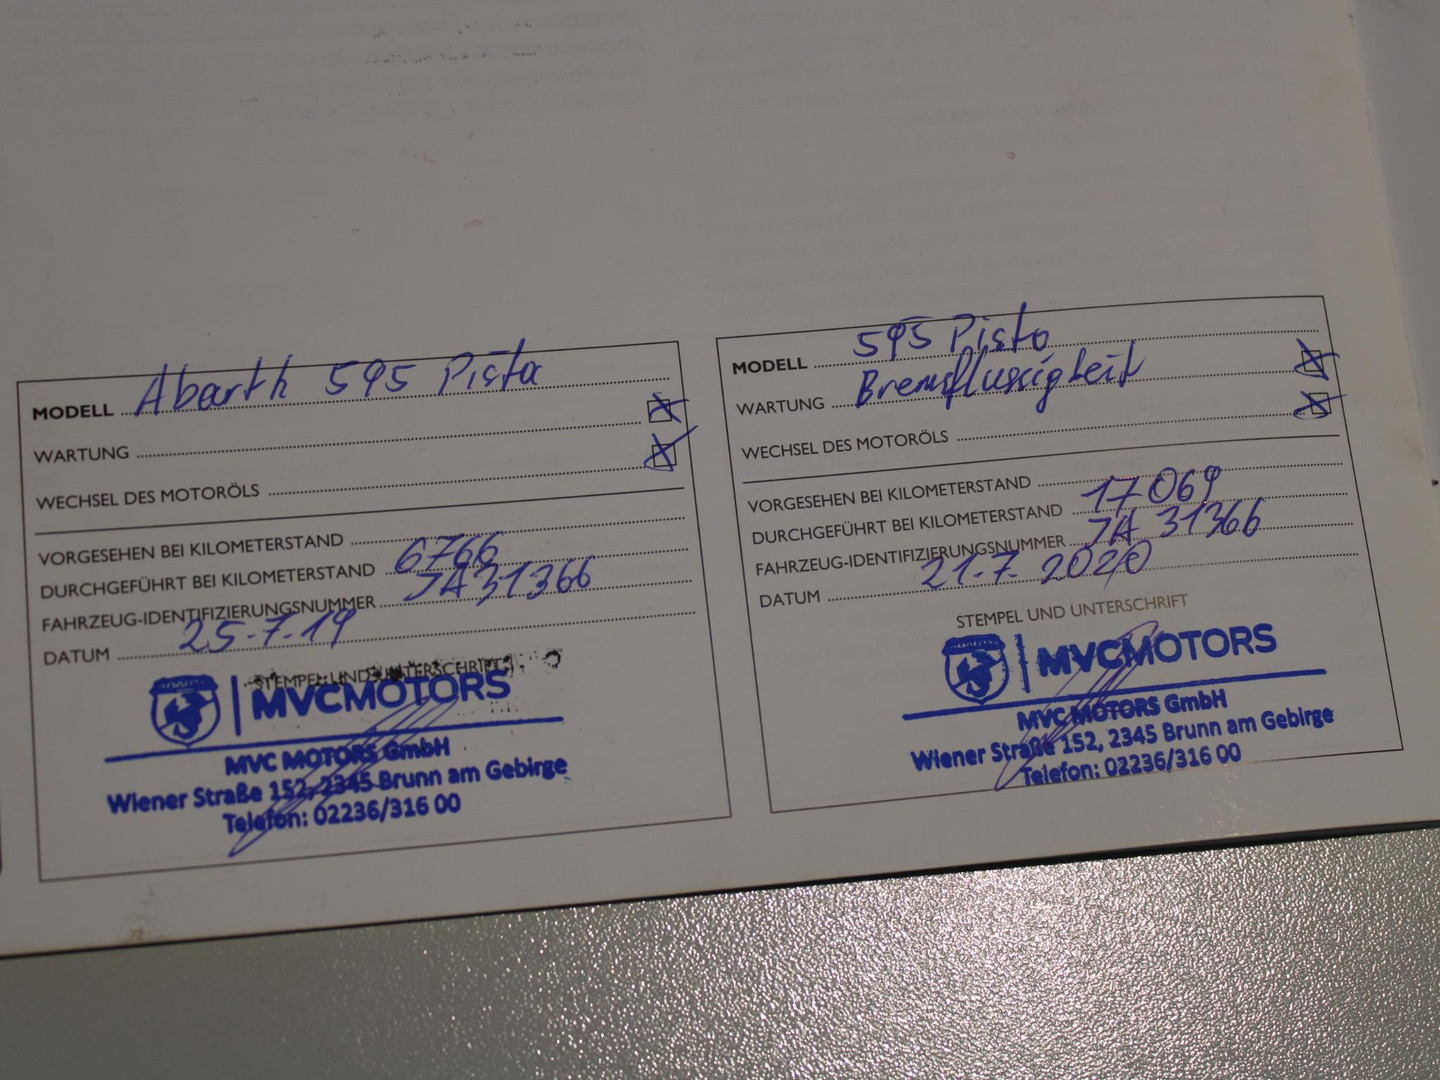 MODELL Abarth 595 Pista
WARTUNG
WECHSEL DES MOTORÖLS
VORGESEHEN BEI KILOMETERSTAND
DURCHGEFÜHRT BEI KILOMETERSTAND 6766
FAHRZEUG-IDENTIFIZIERUNGSNUMMER JA31366
DATUM 25-7-19
STEMPEL UND UNTERSCHRIFT
MVCMOTORS
MVC MOTORS GmbH
Wiener Straße 152, 2345 Brunn am Gebirge
Telefon: 02236/316 00
MODELL 595 Pista
WARTUNG Bremsflussigkeit
WECHSEL DES MOTORÖLS
VORGESEHEN BEI KILOMETERSTAND
DURCHGEFÜHRT BEI KILOMETERSTAND 17069
FAHRZEUG-IDENTIFIZIERUNGSNUMMER JA 31366
DATUM 21-7-2020
STEMPEL UND UNTERSCHRIFT
MVCMOTORS
MVC MOTORS GmbH
Wiener Straße 152, 2345 Brunn am Gebirge
Telefon: 02236/316 00